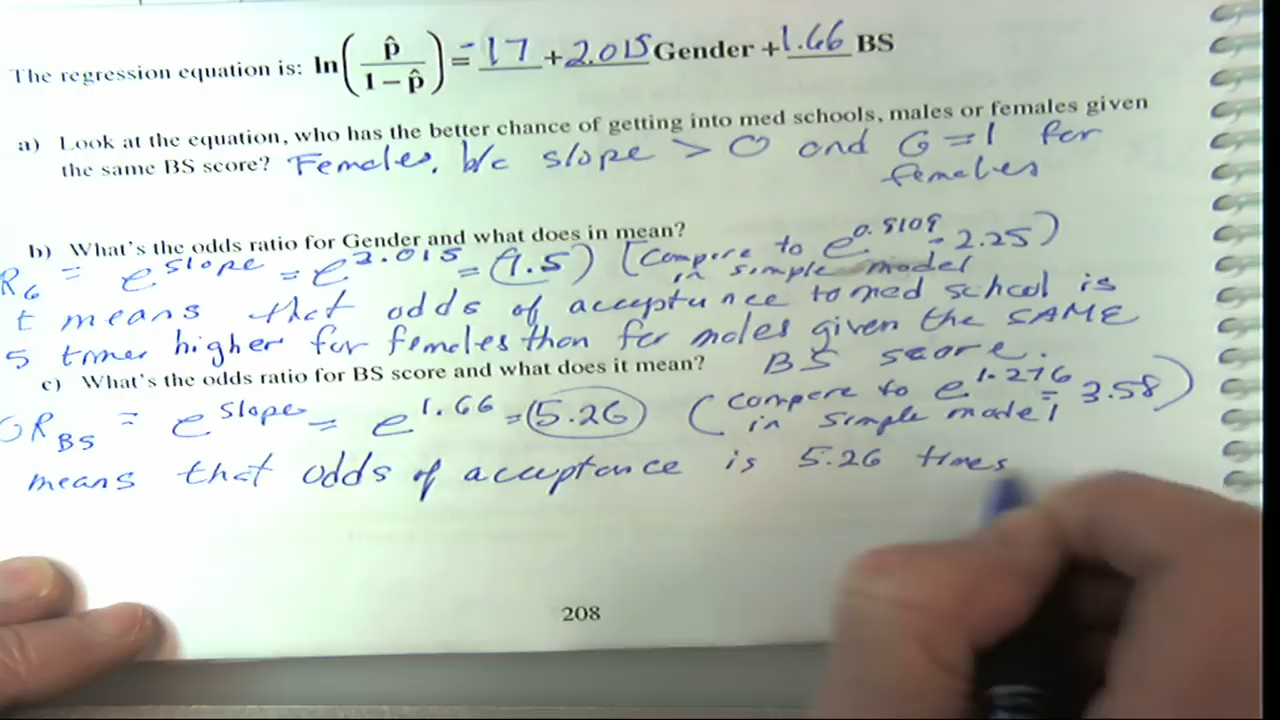 The regression equation is: ln(p̂ / 1 − p̂) = -17 + 2.015 Gender + 1.66 BS
a) Look at the equation, who has the better chance of getting into med schools, males or females given
the same BS score? Females, b/c slope > 0 and G = 1 for
females
b) What's the odds ratio for Gender and what does in mean?
R_G = e^slope = e^2.015 = (7.5) (compare to e^0.8109 = 2.25)
in simple model
t means that odds of acceptance to med school is
5 times higher for females than for males given the SAME
BS score.
c) What's the odds ratio for BS score and what does it mean?
OR_BS = e^slope = e^1.66 = 5.26 (compare to e^1.276 = 3.58)
in simple model
means that odds of acceptance is 5.26 times
208